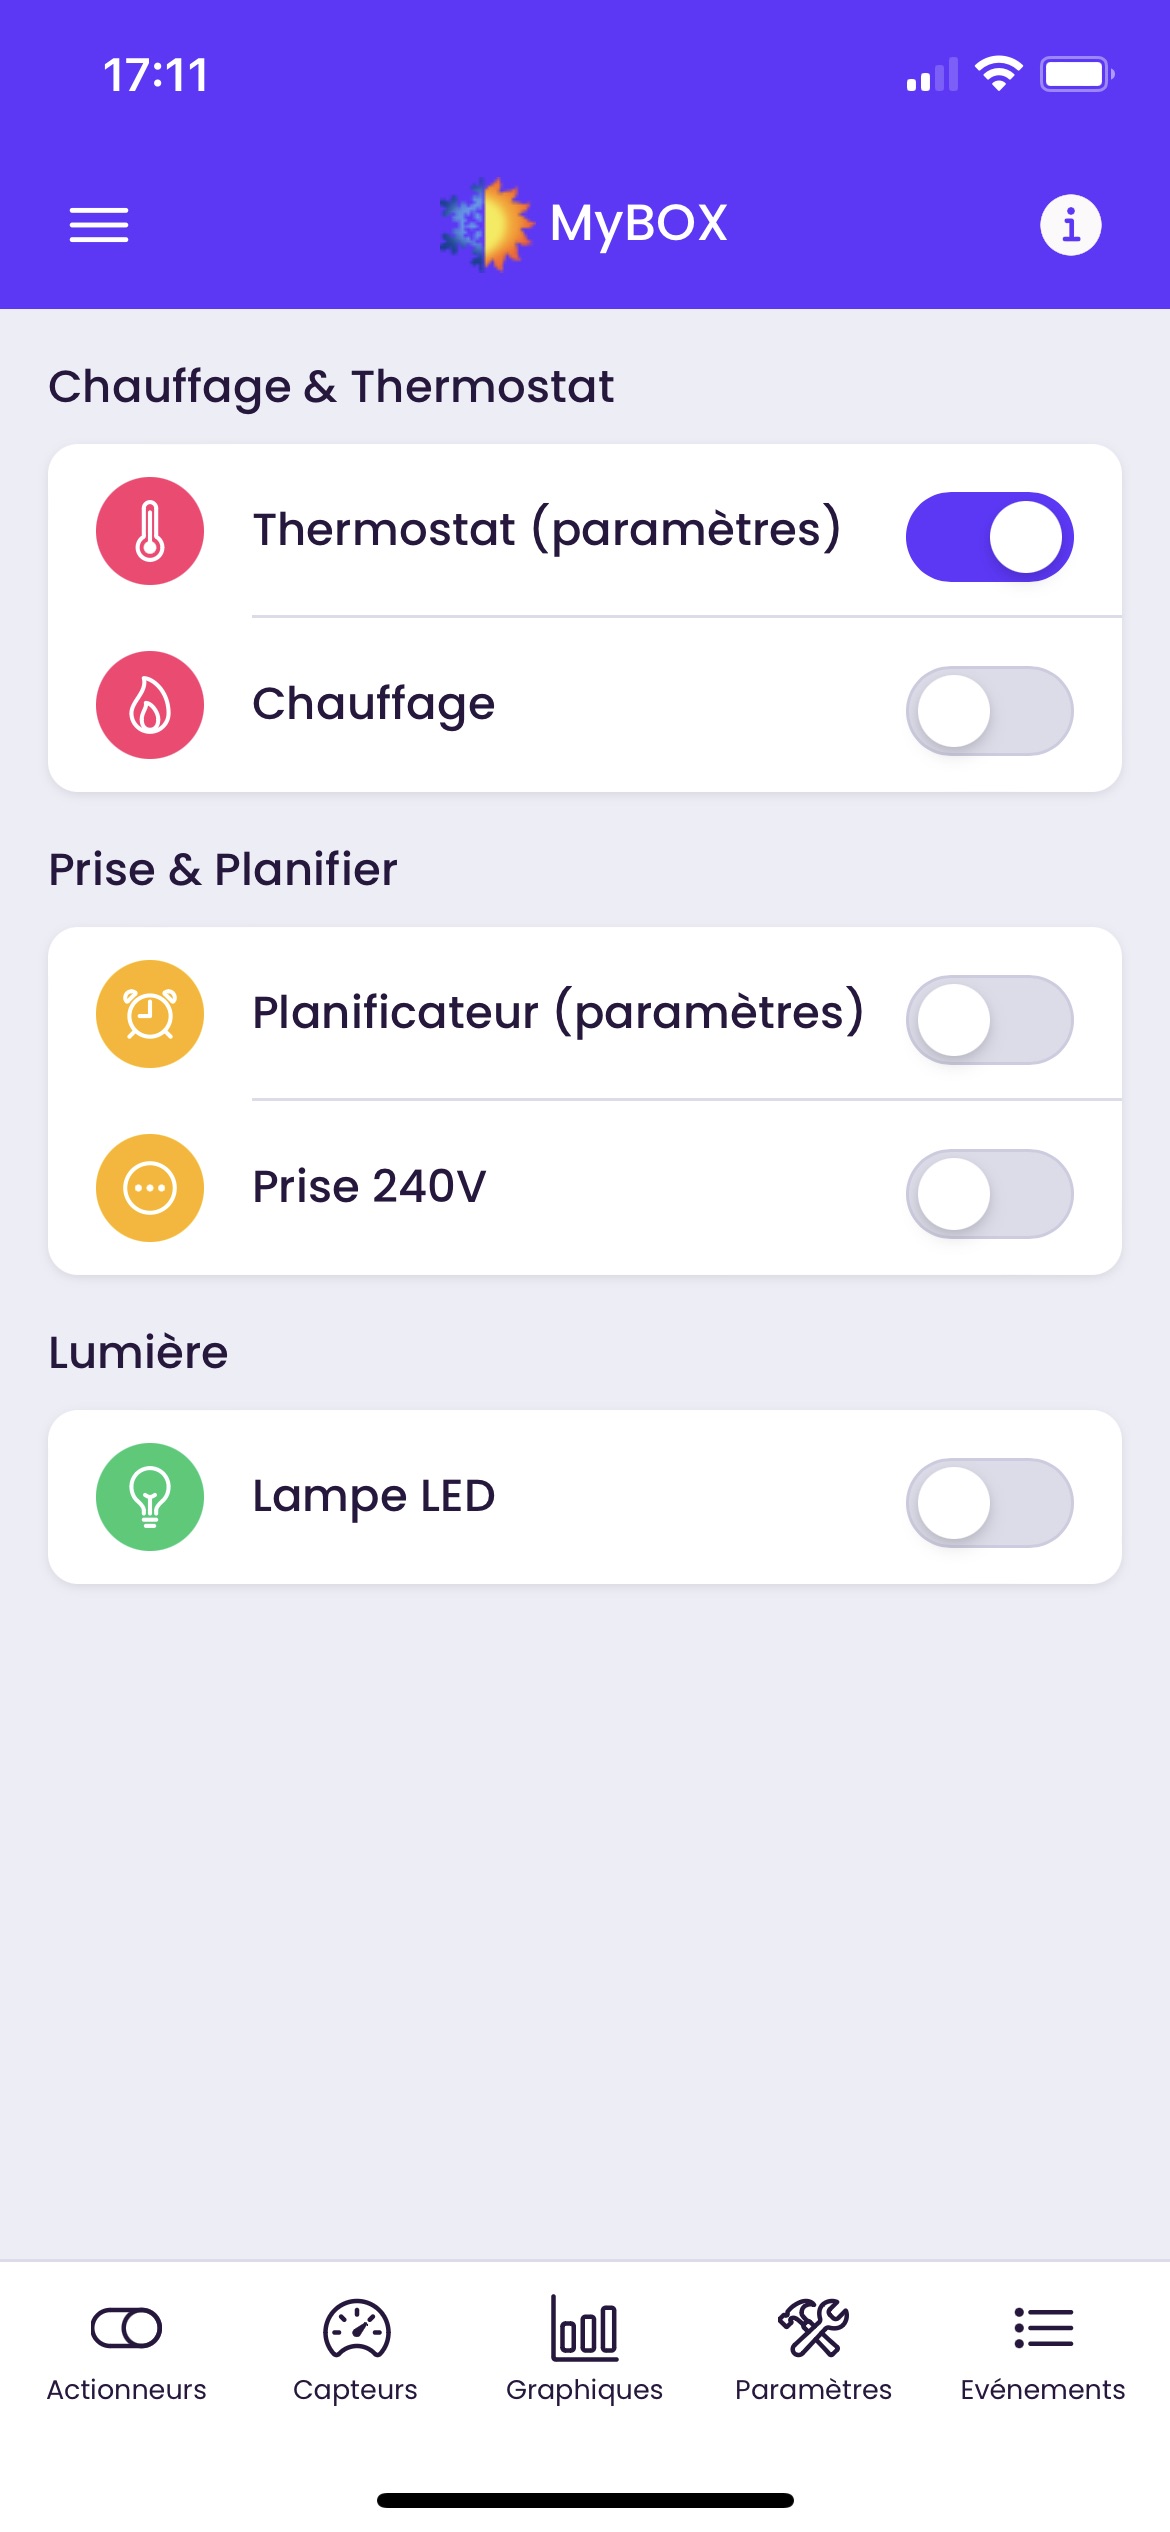 17:11
MyBOX
Chauffage & Thermostat
Thermostat (paramètres)
Chauffage
Prise & Planifier
Planificateur (paramètres)
Prise 240V
Lumière
Lampe LED
Actionneurs
Capteurs
Graphiques
Paramètres
Evénements